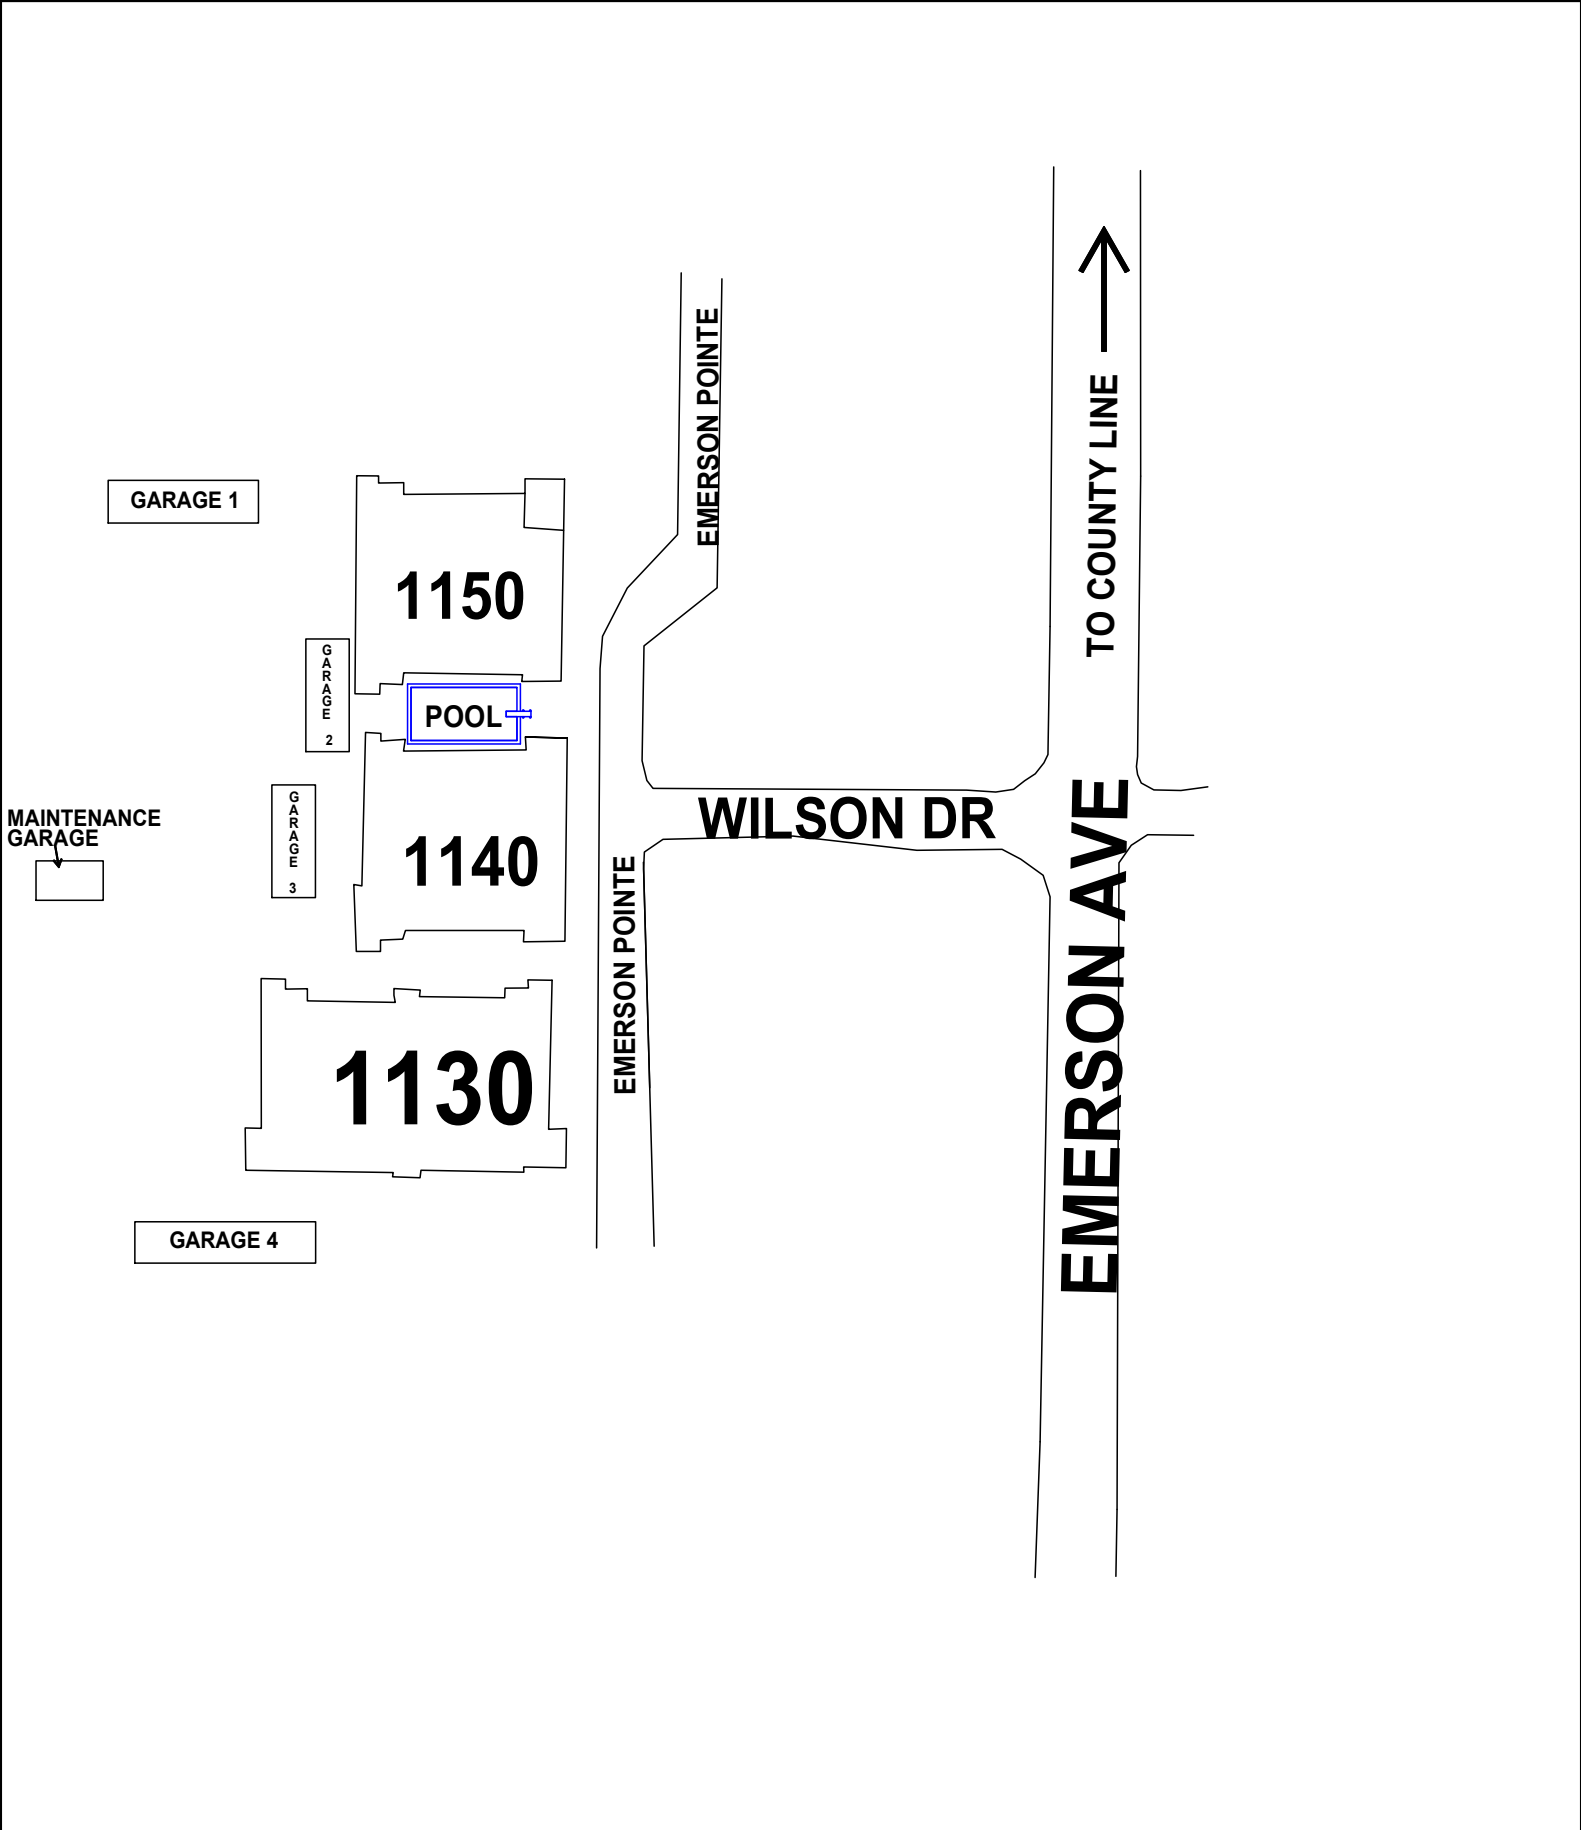 EMERSON POINTE
TO COUNTY LINE
GARAGE 1
1150
GARAGE 2
POOL
WILSON DR
EMERSON AVE
MAINTENANCE
GARAGE
GARAGE 3
1140
EMERSON POINTE
1130
GARAGE 4